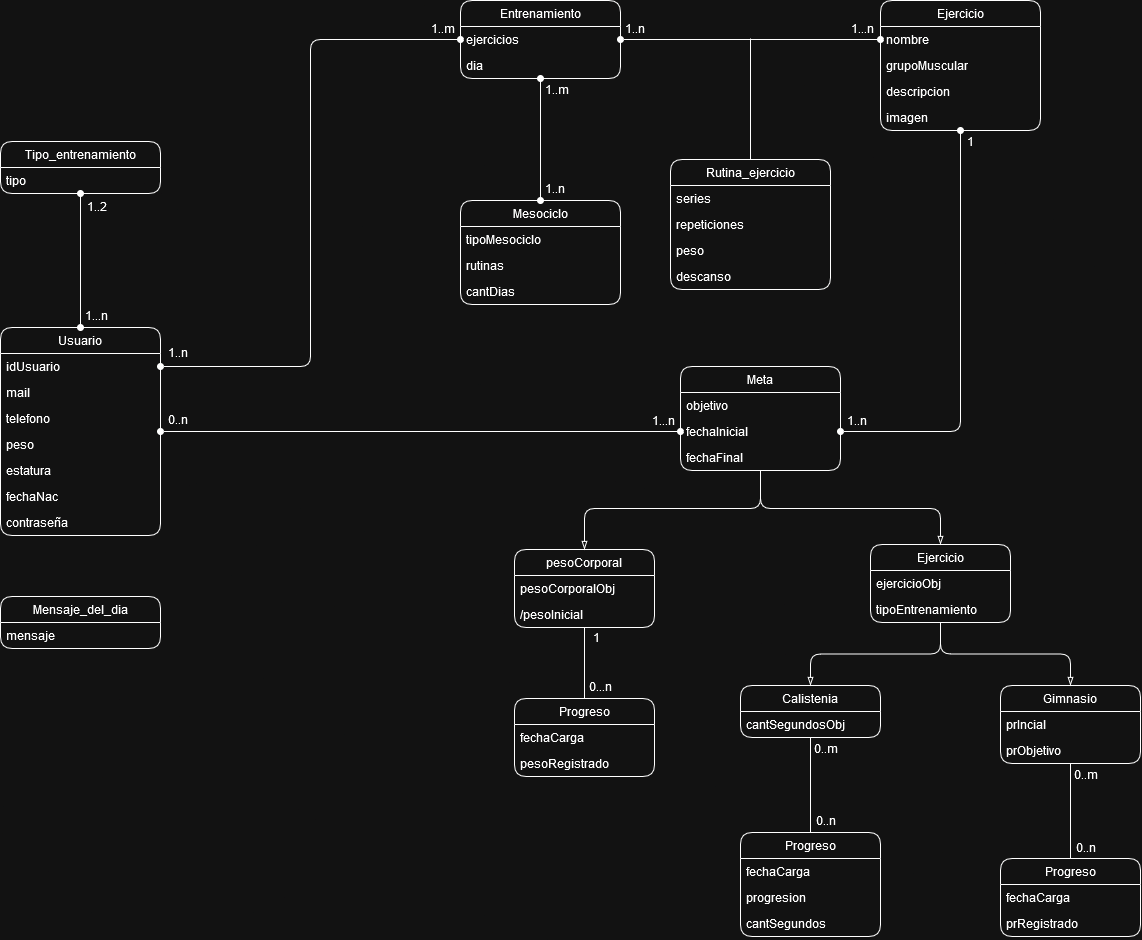 Entrenamiento
ejercicios
dia
1..m
1..n
1..m
Ejercicio
nombre
grupoMuscular
descripcion
imagen
1...n
1
Tipo_entrenamiento
tipo
1..2
1..n
Mesociclo
tipoMesociclo
rutinas
cantDias
Rutina_ejercicio
series
repeticiones
peso
descanso
1...n
Usuario
idUsuario
mail
telefono
peso
estatura
fechaNac
contraseña
1..n
0..n
1...n
Meta
objetivo
fechaInicial
fechaFinal
1..n
pesoCorporal
pesoCorporalObj
/pesoInicial
1
0...n
Progreso
fechaCarga
pesoRegistrado
Ejercicio
ejercicioObj
tipoEntrenamiento
Mensaje_del_dia
mensaje
Calistenia
cantSegundosObj
0..m
0..n
Progreso
fechaCarga
progresion
cantSegundos
Gimnasio
prIncial
prObjetivo
0..m
0..n
Progreso
fechaCarga
prRegistrado